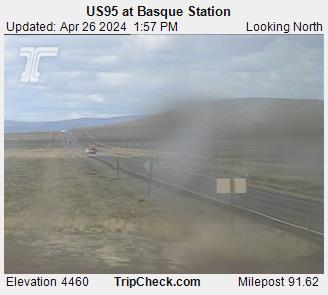 US95 at Basque Station
Updated: Apr 26 2024 1:57 PM Looking North
Elevation 4460 TripCheck.com Milepost 91.62